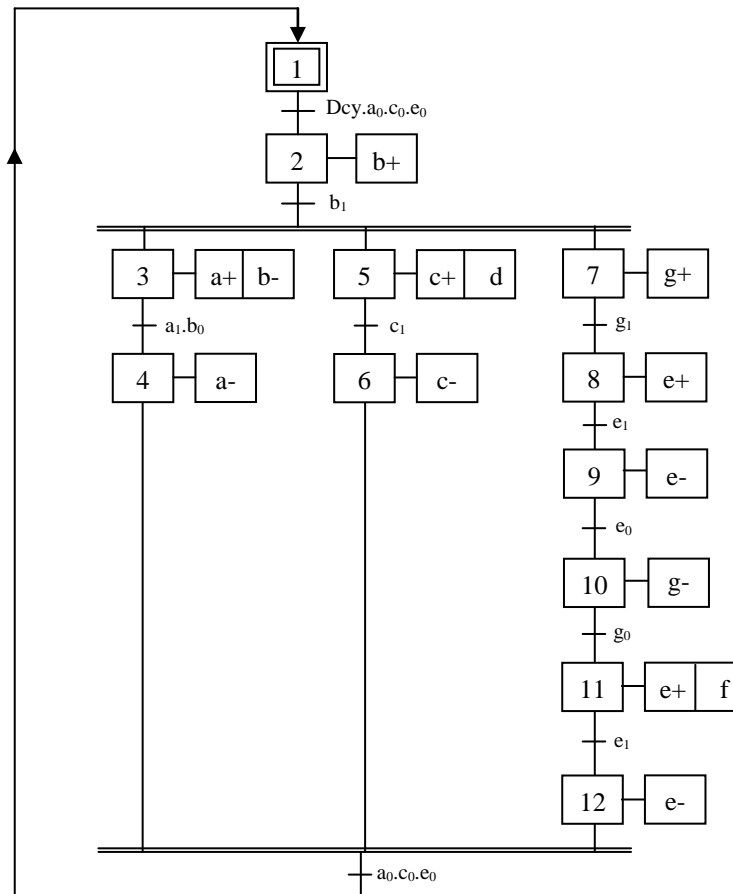 1
Dcy.a₀.c₀.e₀
2 b+
b₁
3 a+ b- 5 c+ d 7 g+
a₁.b₀ c₁ g₁
4 a- 6 c- 8 e+
e₁
9 e-
e₀
10 g-
g₀
11 e+ f
e₁
12 e-
a₀.c₀.e₀